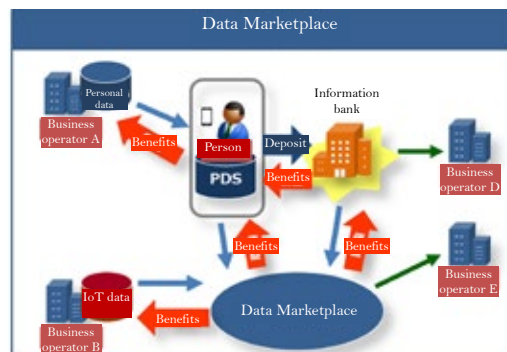 Data Marketplace
Personal
data
Business
operator A
Benefits
Person
PDS
Deposit
Benefits
Information
bank
Business
operator D
Benefits
Benefits
IoT data
Business
operator B
Benefits
Data Marketplace
Business
operator E